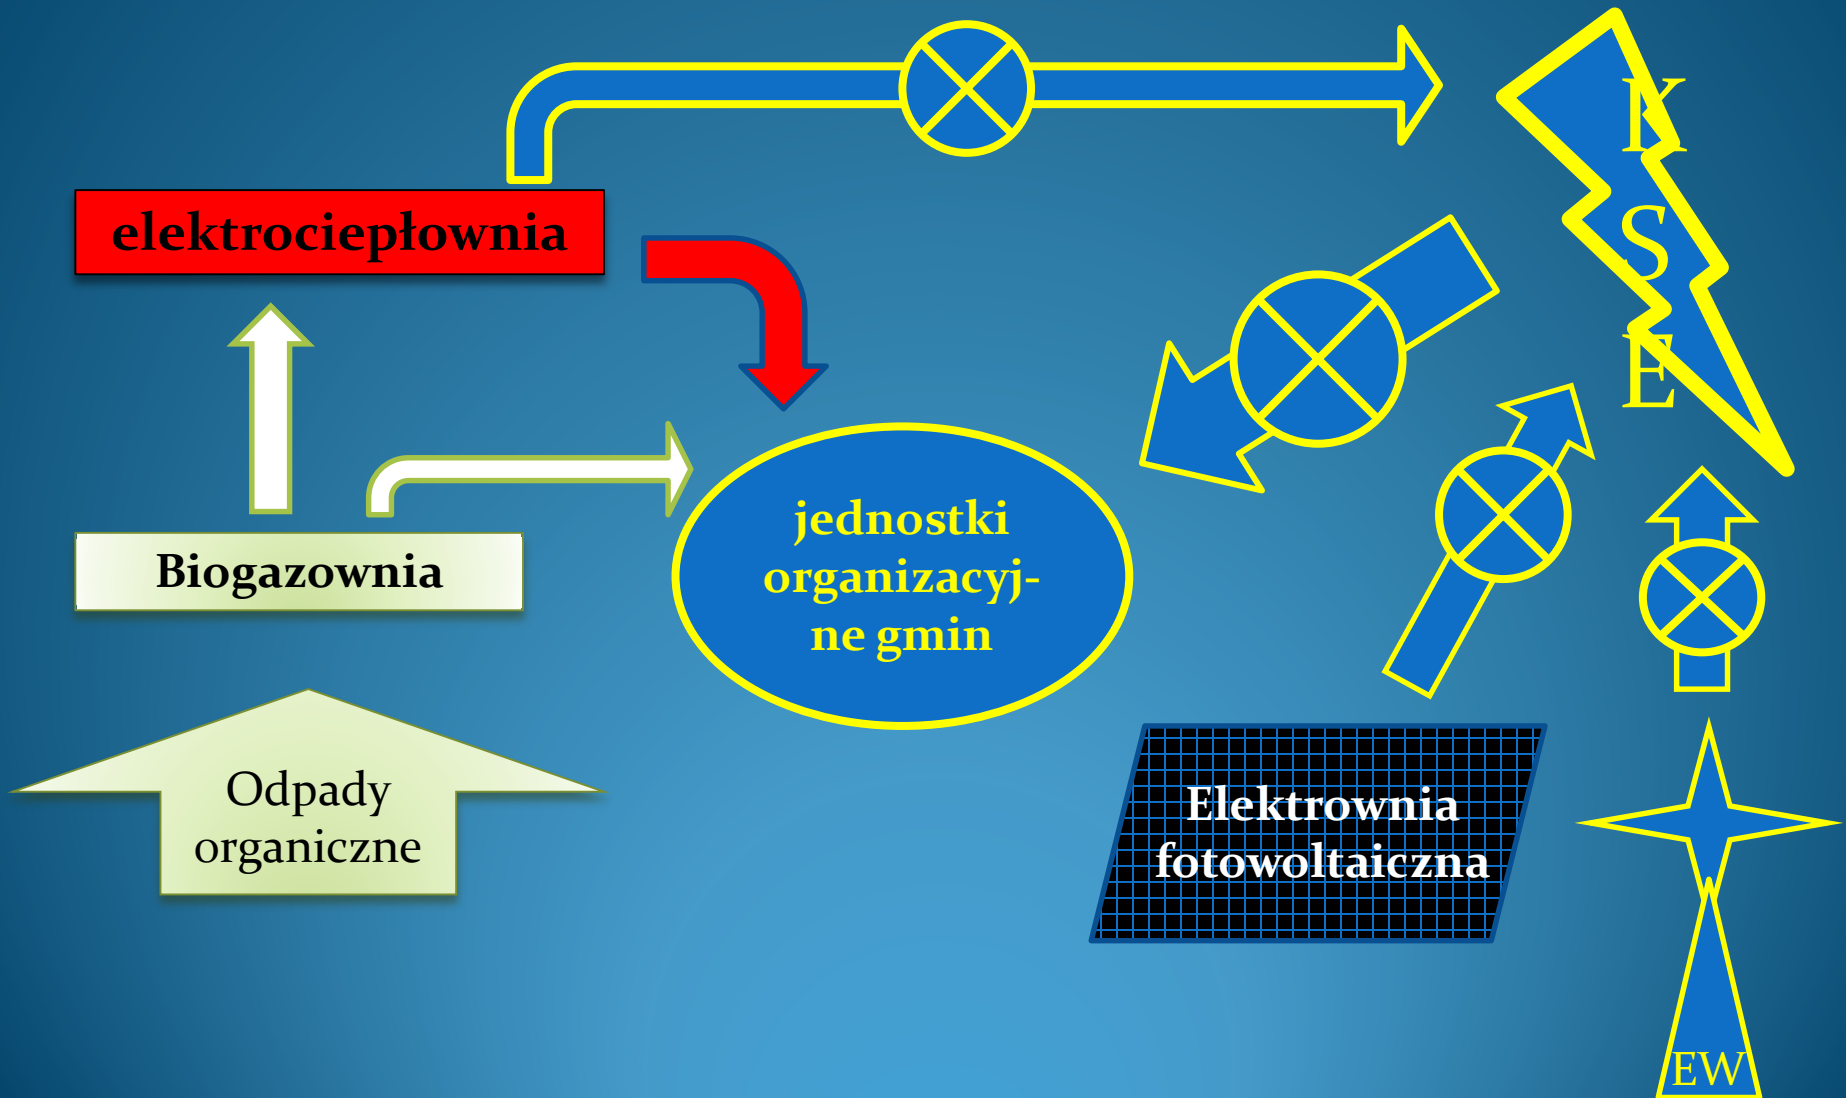 K
S
E
elektrociepłownia
Biogazownia
jednostki
organizacyj-
ne gmin
Odpady
organiczne
Elektrownia
fotowoltaiczna
EW